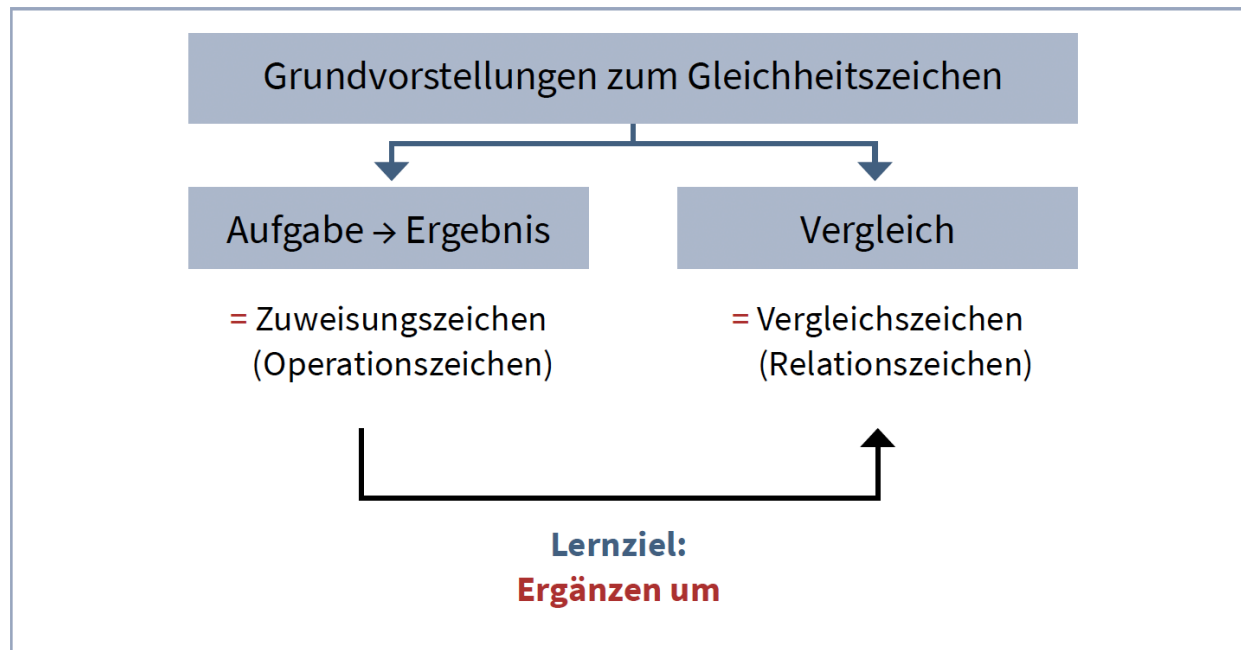 Grundvorstellungen zum Gleichheitszeichen
Aufgabe → Ergebnis
Vergleich
= Zuweisungszeichen
(Operationszeichen)
= Vergleichszeichen
(Relationszeichen)
Lernziel:
Ergänzen um